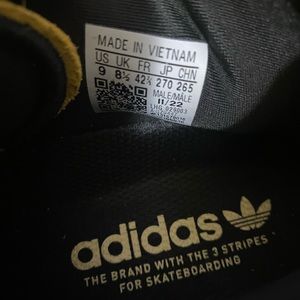 MADE IN VIETNAM
US UK FR JP CHN
9 8½ 42⅔ 270 265
MALE/MÂLE
11/22
adidas
THE BRAND WITH THE 3 STRIPES
FOR SKATEBOARDING